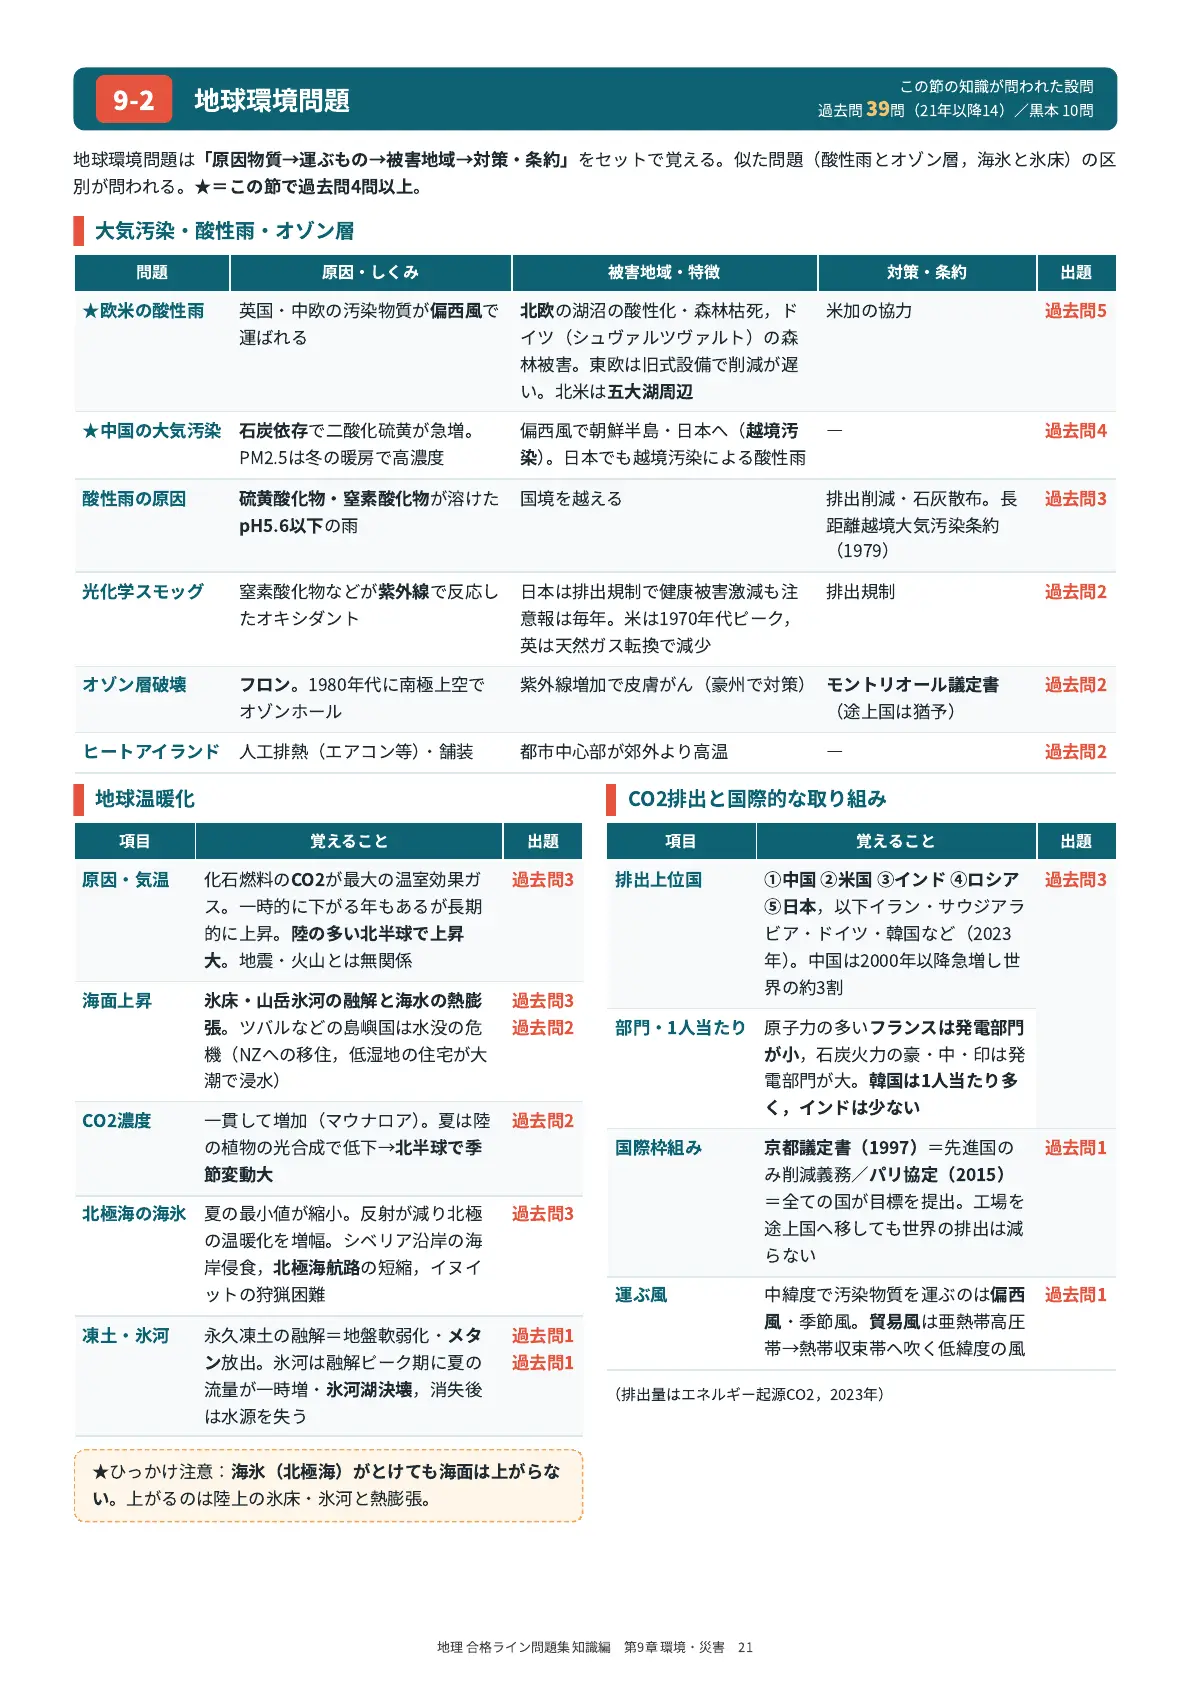 9-2 地球環境問題
この節の知識が問われた設問
過去問 39問（21年以降14）／黒本 10問
地球環境問題は「原因物質→運ぶもの→被害地域→対策・条約」をセットで覚える。似た問題（酸性雨とオゾン層，海氷と氷床）の区
別が問われる。★＝この節で過去問4問以上。
大気汚染・酸性雨・オゾン層
問題 原因・しくみ 被害地域・特徴 対策・条約 出題
★欧米の酸性雨
英国・中欧の汚染物質が偏西風で
運ばれる
北欧の湖沼の酸性化・森林枯死，ド
イツ（シュヴァルツヴァルト）の森
林被害。東欧は旧式設備で削減が遅
い。北米は五大湖周辺
米加の協力
過去問5
★中国の大気汚染
石炭依存で二酸化硫黄が急増。
PM2.5は冬の暖房で高濃度
偏西風で朝鮮半島・日本へ（越境汚
染）。日本でも越境汚染による酸性雨
—
過去問4
酸性雨の原因
硫黄酸化物・窒素酸化物が溶けた
pH5.6以下の雨
国境を越える
排出削減・石灰散布。長
距離越境大気汚染条約
（1979）
過去問3
光化学スモッグ
窒素酸化物などが紫外線で反応し
たオキシダント
日本は排出規制で健康被害激減も注
意報は毎年。米は1970年代ピーク，
英は天然ガス転換で減少
排出規制
過去問2
オゾン層破壊
フロン。1980年代に南極上空で
オゾンホール
紫外線増加で皮膚がん（豪州で対策）
モントリオール議定書
（途上国は猶予）
過去問2
ヒートアイランド
人工排熱（エアコン等）・舗装
都市中心部が郊外より高温
—
過去問2
地球温暖化
項目 覚えること 出題
原因・気温
化石燃料のCO2が最大の温室効果ガ
ス。一時的に下がる年もあるが長期
的に上昇。陸の多い北半球で上昇
大。地震・火山とは無関係
過去問3
海面上昇
氷床・山岳氷河の融解と海水の熱膨
張。ツバルなどの島嶼国は水没の危
機（NZへの移住，低湿地の住宅が大
潮で浸水）
過去問3
過去問2
CO2濃度
一貫して増加（マウナロア）。夏は陸
の植物の光合成で低下→北半球で季
節変動大
過去問2
北極海の海氷
夏の最小値が縮小。反射が減り北極
の温暖化を増幅。シベリア沿岸の海
岸侵食，北極海航路の短縮，イヌイ
ットの狩猟困難
過去問3
凍土・氷河
永久凍土の融解＝地盤軟弱化・メタ
ン放出。氷河は融解ピーク期に夏の
流量が一時増・氷河湖決壊，消失後
は水源を失う
過去問1
過去問1
★ひっかけ注意：海氷（北極海）がとけても海面は上がらな
い。上がるのは陸上の氷床・氷河と熱膨張。
CO2排出と国際的な取り組み
項目 覚えること 出題
排出上位国
①中国 ②米国 ③インド ④ロシア
⑤日本，以下イラン・サウジアラ
ビア・ドイツ・韓国など（2023
年）。中国は2000年以降急増し世
界の約3割
過去問3
部門・1人当たり
原子力の多いフランスは発電部門
が小，石炭火力の豪・中・印は発
電部門が大。韓国は1人当たり多
く，インドは少ない
国際枠組み
京都議定書（1997）＝先進国の
み削減義務／パリ協定（2015）
＝全ての国が目標を提出。工場を
途上国へ移しても世界の排出は減
らない
過去問1
運ぶ風
中緯度で汚染物質を運ぶのは偏西
風・季節風。貿易風は亜熱帯高圧
帯→熱帯収束帯へ吹く低緯度の風
過去問1
（排出量はエネルギー起源CO2，2023年）
地理 合格ライン問題集 知識編　第9章 環境・災害　21